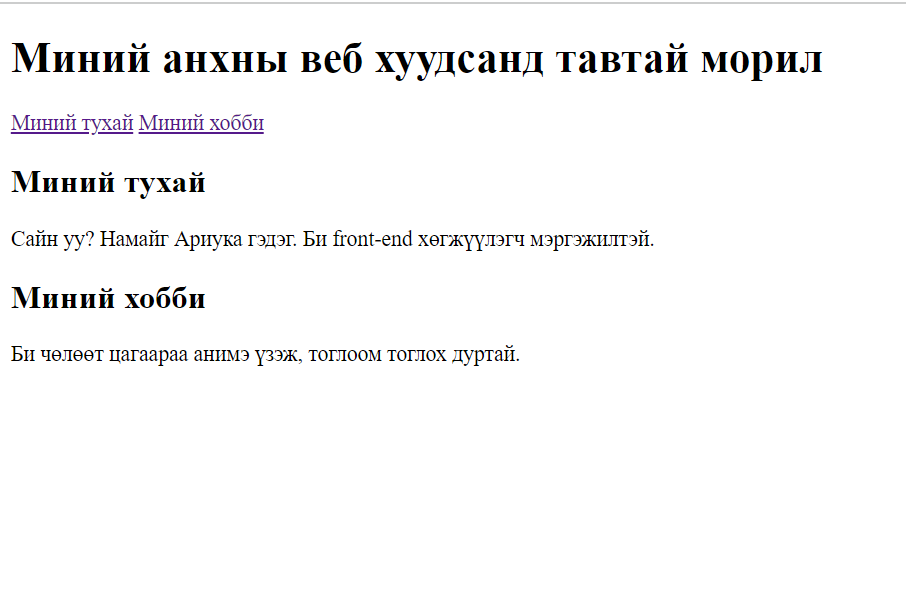 Миний анхны веб хуудсанд тавтай морил
Миний тухай Миний хобби
Миний тухай
Сайн уу? Намайг Ариука гэдэг. Би front-end хөгжүүлэгч мэргэжилтэй.
Миний хобби
Би чөлөөт цагаараа анимэ үзэж, тоглоом тоглох дуртай.